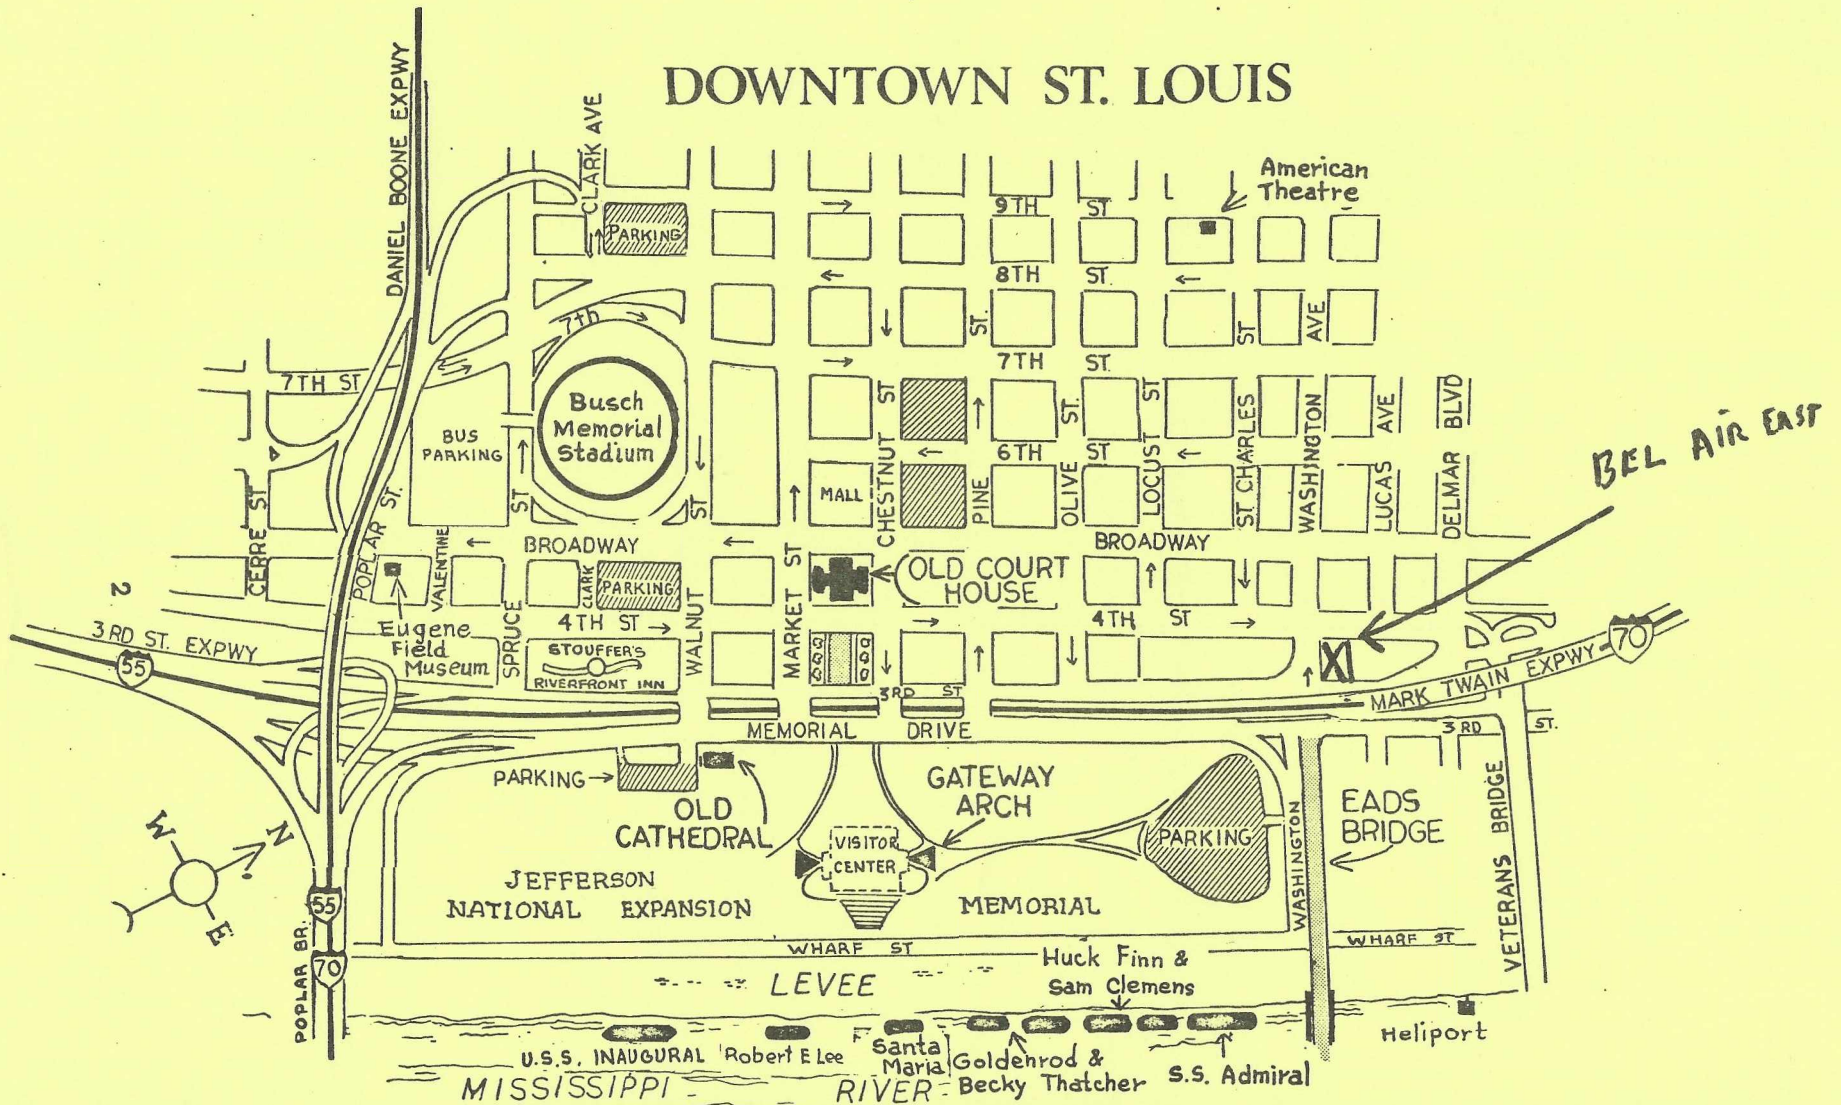 DOWNTOWN ST. LOUIS
DANIEL BOONE EXPWY
CLARK AVE
American
Theatre
PARKING
9TH ST
8TH ST.
7th
ST.
ST
AVE
7TH ST
7TH ST.
Busch
Memorial
Stadium
BUS
PARKING
ST
ST
6TH ST
MALL
CHESTNUT ST
PINE
OLIVE ST.
LOCUST ST
ST CHARLES
WASHINGTON
LUCAS AVE
DELMAR BLVD
BEL AIR EAST
CERRE ST
POPLAR ST.
VALENTINE
BROADWAY
BROADWAY
MARKET ST
OLD COURT
HOUSE
CLARK
PARKING
SPRUCE
WALNUT
4TH ST
4TH ST
2
3RD ST. EXPWY
55
Eugene
Field
Museum
STOUFFER'S
RIVERFRONT INN
XI
70
MARK TWAIN EXPWY
3RD ST
MEMORIAL DRIVE
3RD ST.
PARKING
OLD
CATHEDRAL
GATEWAY
ARCH
VISITOR
CENTER
PARKING
WASHINGTON
EADS
BRIDGE
VETERANS BRIDGE
W
N
E
55
70
POPLAR BR.
JEFFERSON
NATIONAL EXPANSION MEMORIAL
WHARF ST
WHARF ST
LEVEE
Huck Finn &
Sam Clemens
Heliport
U.S.S. INAUGURAL
Robert E Lee
Santa
Maria
Goldenrod &
Becky Thatcher
S.S. Admiral
MISSISSIPPI RIVER